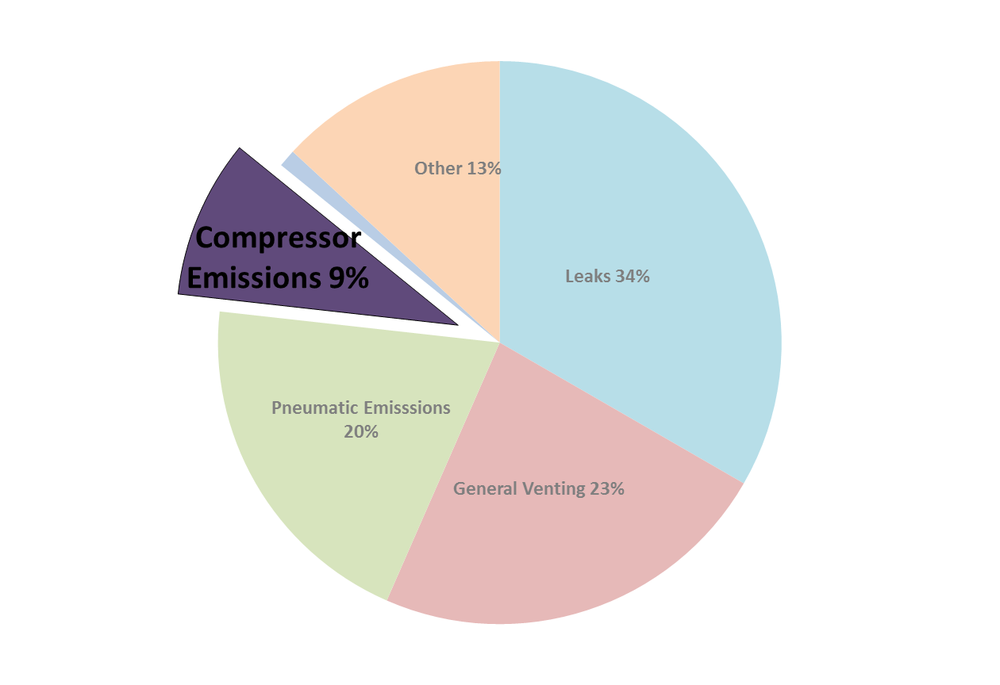 Other 13%
Compressor
Emissions 9%
Leaks 34%
Pneumatic Emisssions
20%
General Venting 23%